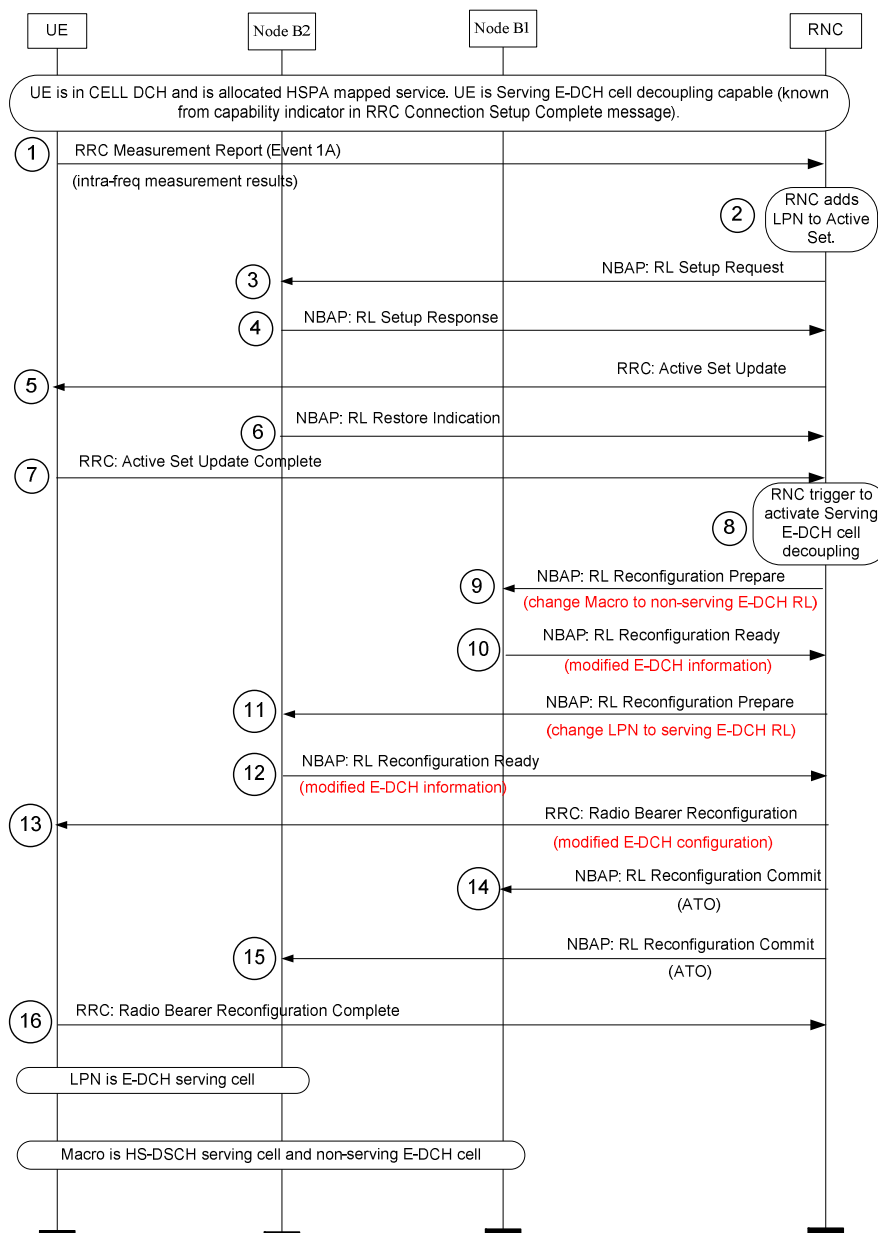 UE
Node B2
Node B1
RNC
UE is in CELL DCH and is allocated HSPA mapped service. UE is Serving E-DCH cell decoupling capable (known
from capability indicator in RRC Connection Setup Complete message).
1
RRC Measurement Report (Event 1A)
(intra-freq measurement results)
2
RNC adds
LPN to Active
Set.
NBAP: RL Setup Request
3
4
NBAP: RL Setup Response
RRC: Active Set Update
5
NBAP: RL Restore Indication
6
RRC: Active Set Update Complete
7
8
RNC trigger to
activate Serving
E-DCH cell
decoupling
9
NBAP: RL Reconfiguration Prepare
(change Macro to non-serving E-DCH RL)
10
NBAP: RL Reconfiguration Ready
(modified E-DCH information)
11
NBAP: RL Reconfiguration Prepare
(change LPN to serving E-DCH RL)
12
NBAP: RL Reconfiguration Ready
(modified E-DCH information)
13
RRC: Radio Bearer Reconfiguration
(modified E-DCH configuration)
14
NBAP: RL Reconfiguration Commit
(ATO)
15
NBAP: RL Reconfiguration Commit
(ATO)
16
RRC: Radio Bearer Reconfiguration Complete
LPN is E-DCH serving cell
Macro is HS-DSCH serving cell and non-serving E-DCH cell